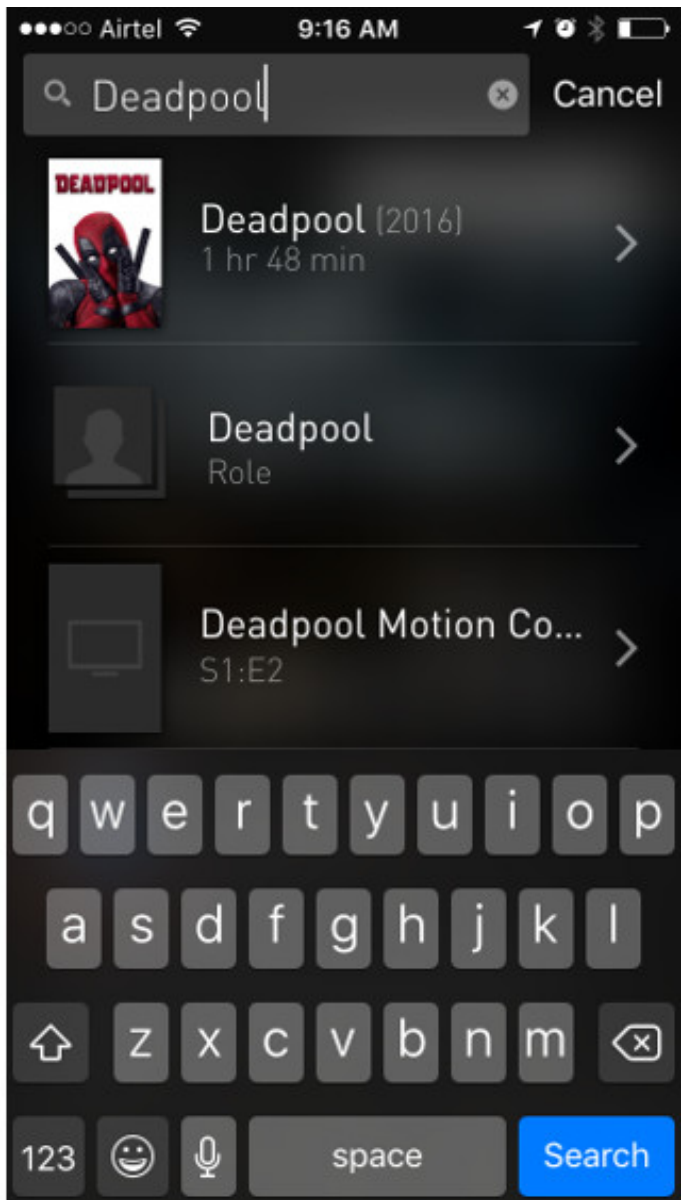 Airtel 9:16 AM
Deadpool Cancel
DEADPOOL
Deadpool (2016)
1 hr 48 min
Deadpool
Role
Deadpool Motion Co...
S1:E2
q w e r t y u i o p
a s d f g h j k l
z x c v b n m
123 space Search